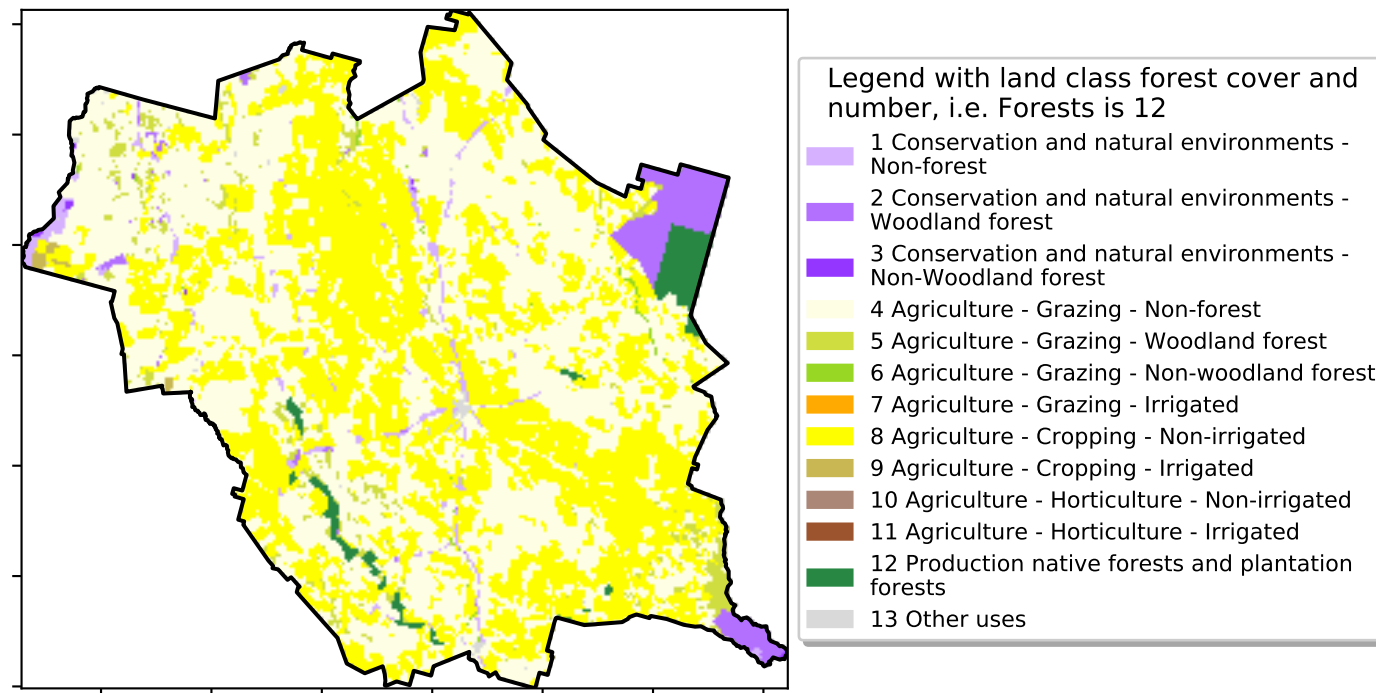 Legend with land class forest cover and
number, i.e. Forests is 12
1 Conservation and natural environments -
Non-forest
2 Conservation and natural environments -
Woodland forest
3 Conservation and natural environments -
Non-Woodland forest
4 Agriculture - Grazing - Non-forest
5 Agriculture - Grazing - Woodland forest
6 Agriculture - Grazing - Non-woodland forest
7 Agriculture - Grazing - Irrigated
8 Agriculture - Cropping - Non-irrigated
9 Agriculture - Cropping - Irrigated
10 Agriculture - Horticulture - Non-irrigated
11 Agriculture - Horticulture - Irrigated
12 Production native forests and plantation
forests
13 Other uses